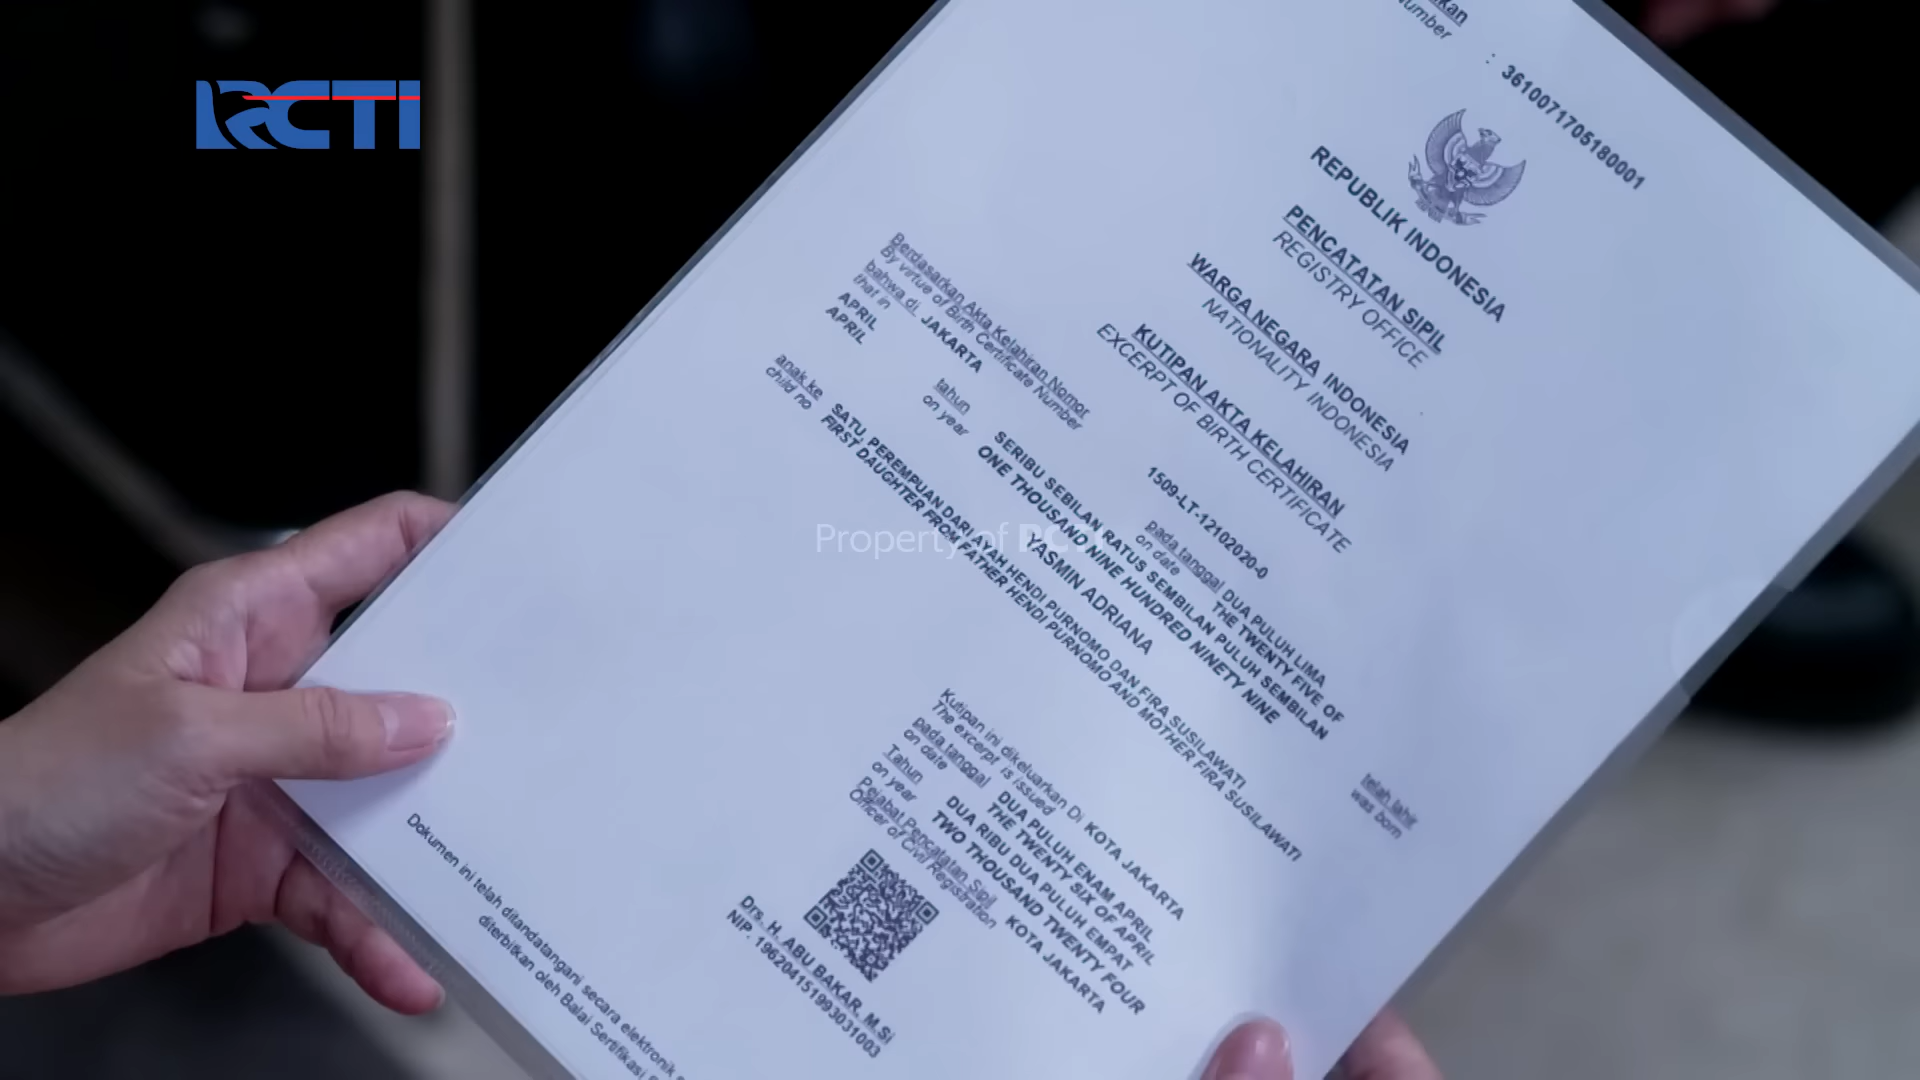 RCTI
Number
: 3610071705180001
REPUBLIK INDONESIA
PENCATATAN SIPIL
REGISTRY OFFICE
WARGA NEGARA INDONESIA
NATIONALITY INDONESIA
KUTIPAN AKTA KELAHIRAN
EXCERPT OF BIRTH CERTIFICATE
Berdasarkan Akta Kelahiran Nomor 1509-LT-12102020-0
By virtue of Birth Certificate Number
bahwa di JAKARTA pada tanggal DUA PULUH LIMA
that in on date THE TWENTY FIVE OF
APRIL tahun SERIBU SEBILAN RATUS SEMBILAN PULUH SEMBILAN telah lahir
APRIL on year ONE THOUSAND NINE HUNDRED NINETY NINE was born
YASMIN ADRIANA
anak ke SATU, PEREMPUAN DARI AYAH HENDI PURNOMO DAN FIRA SUSILAWATI
child no FIRST DAUGHTER FROM FATHER HENDI PURNOMO AND MOTHER FIRA SUSILAWATI
Kutipan ini dikeluarkan Di KOTA JAKARTA
The excerpt is issued
pada tanggal DUA PULUH ENAM APRIL
on date THE TWENTY SIX OF APRIL
Tahun DUA RIBU DUA PULUH EMPAT
on year TWO THOUSAND TWENTY FOUR
Pejabat Pencatatan Sipil KOTA JAKARTA
Officer of Civil Registration
Drs. H. ABU BAKAR, M.Si
NIP. 196204151993031003
Dokumen ini telah ditandatangani secara elektronik
diterbitkan oleh Balai Sertifikasi
Property of RCTI